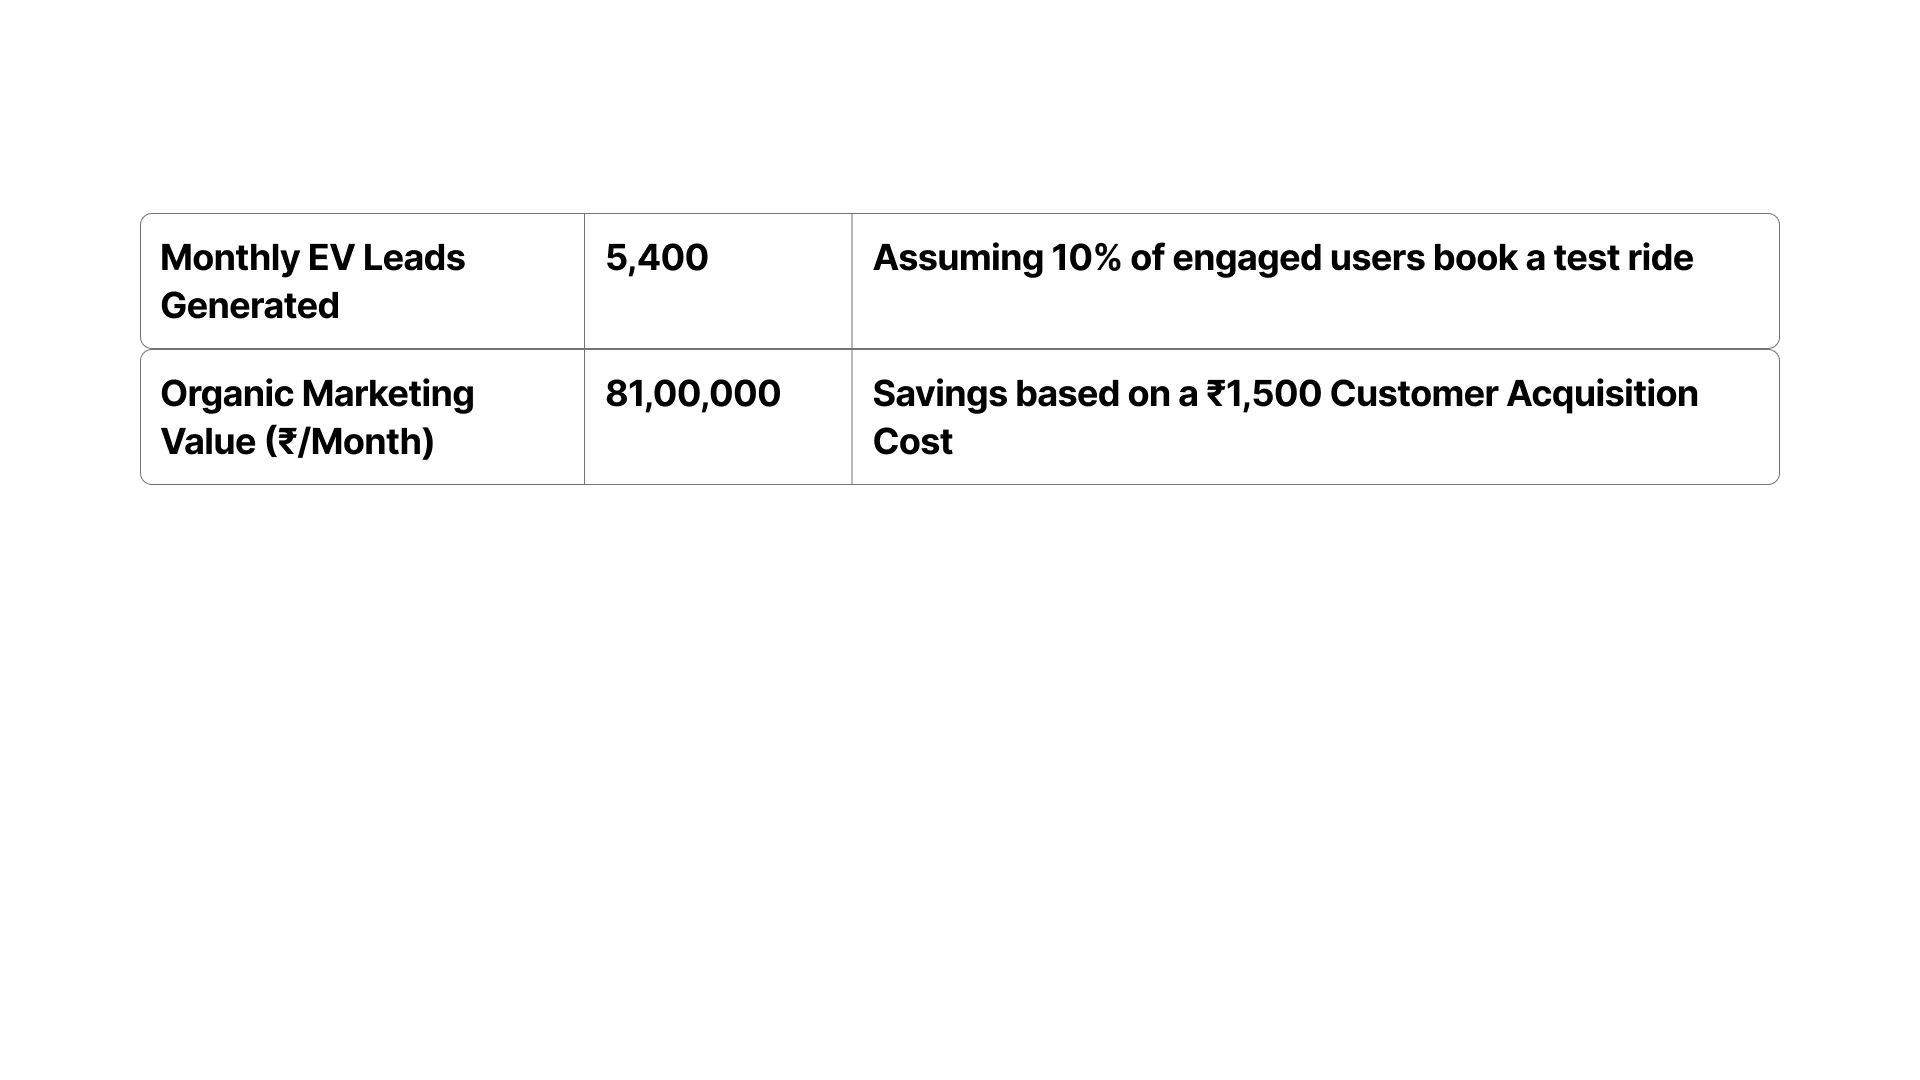 Monthly EV Leads
Generated
5,400
Assuming 10% of engaged users book a test ride
Organic Marketing
Value (₹/Month)
81,00,000
Savings based on a ₹1,500 Customer Acquisition
Cost